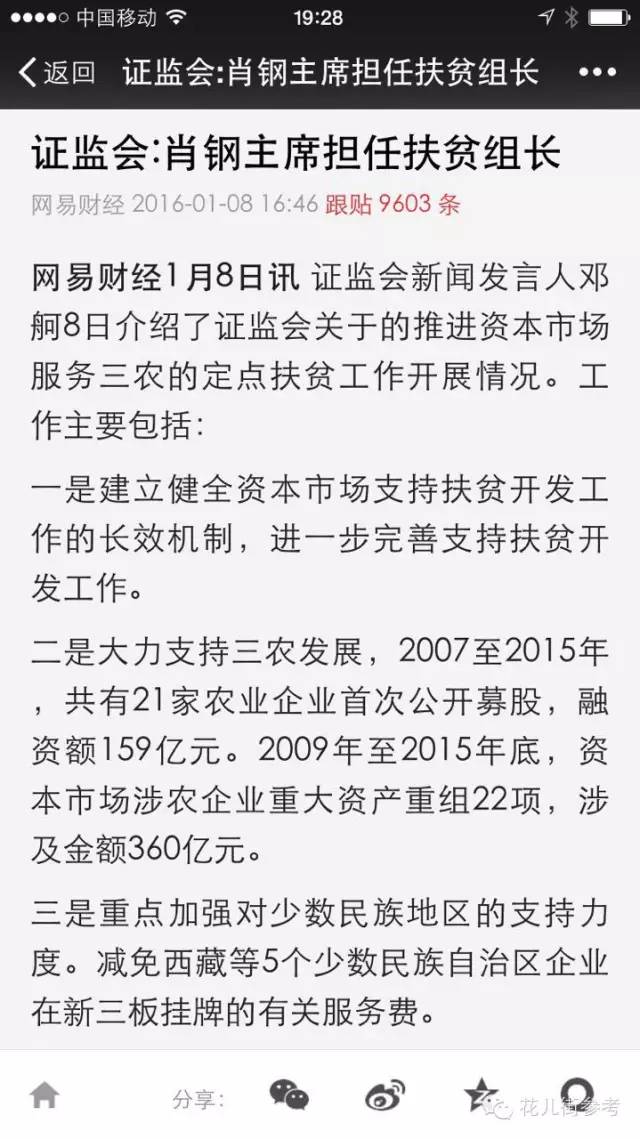 中国移动 19:28
返回 证监会:肖钢主席担任扶贫组长
证监会:肖钢主席担任扶贫组长
网易财经 2016-01-08 16:46 跟贴 9603 条
网易财经1月8日讯 证监会新闻发言人邓
舸8日介绍了证监会关于的推进资本市场
服务三农的定点扶贫工作开展情况。工
作主要包括:
一是建立健全资本市场支持扶贫开发工
作的长效机制，进一步完善支持扶贫开
发工作。
二是大力支持三农发展，2007至2015年
，共有21家农业企业首次公开募股，融
资额159亿元。2009年至2015年底，资
本市场涉农企业重大资产重组22项，涉
及金额360亿元。
三是重点加强对少数民族地区的支持力
度。减免西藏等5个少数民族自治区企业
在新三板挂牌的有关服务费。
分享:
花儿街参考